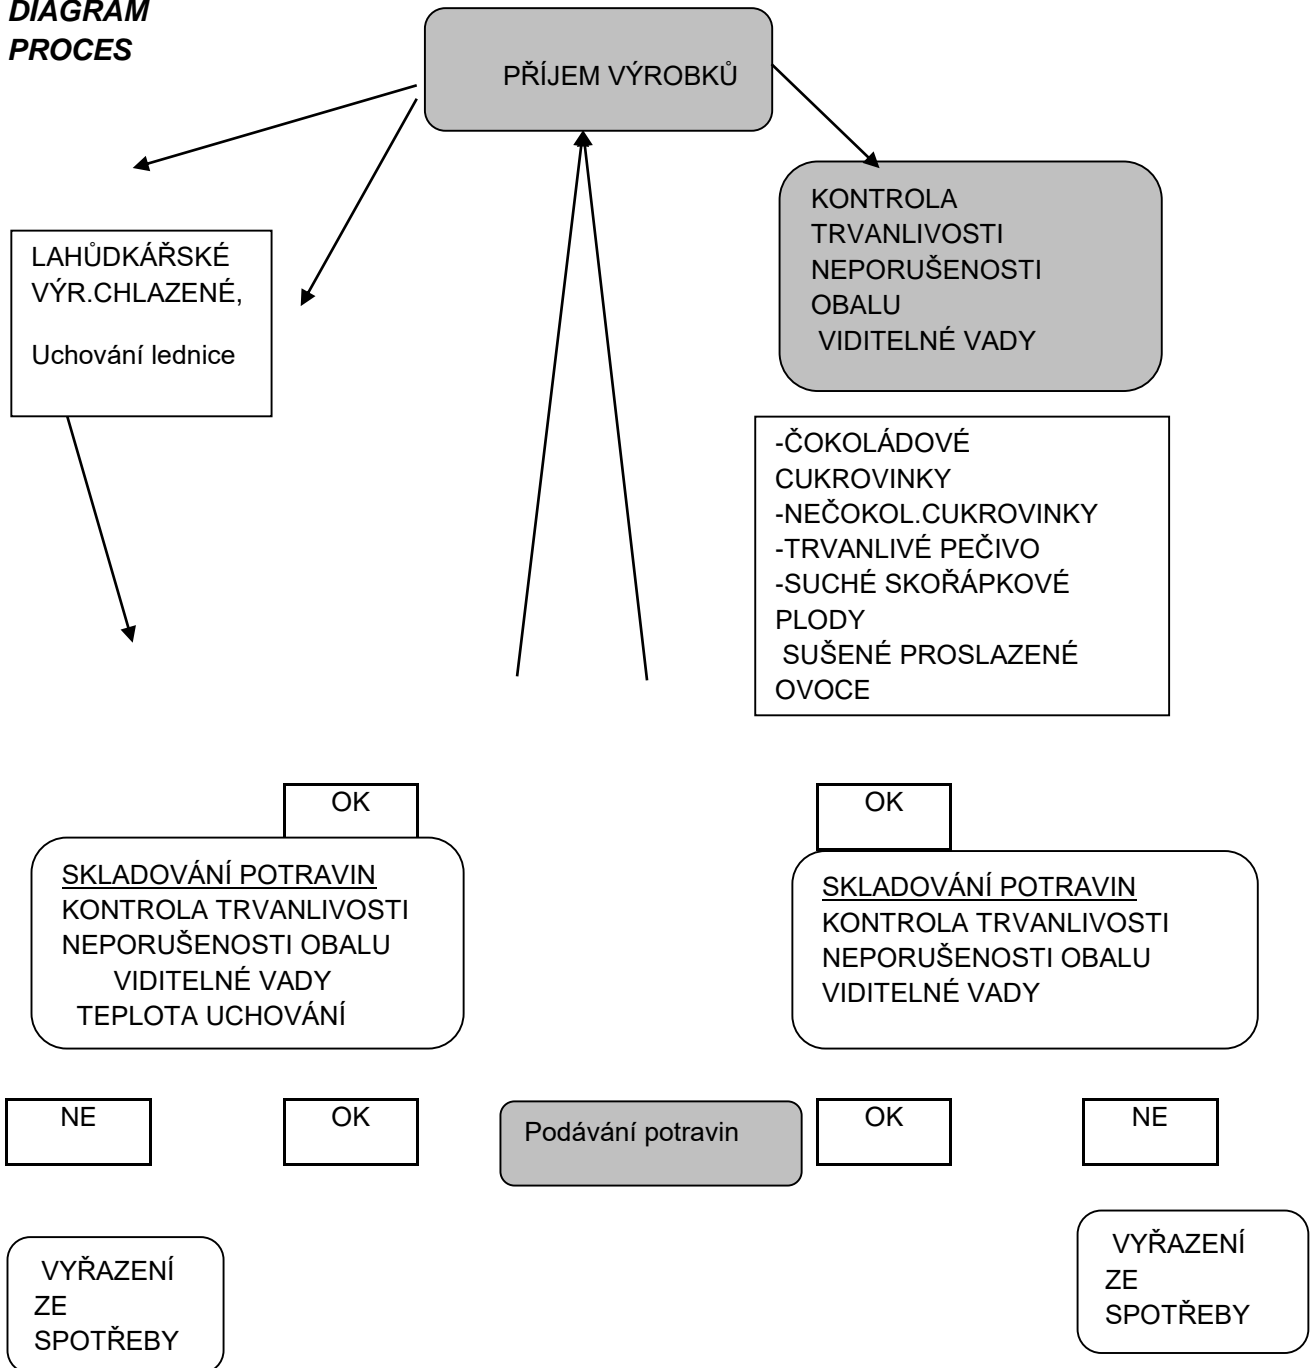 DIAGRAM
PROCES
PŘÍJEM VÝROBKŮ
KONTROLA
TRVANLIVOSTI
NEPORUŠENOSTI
OBALU
VIDITELNÉ VADY
LAHŮDKÁŘSKÉ
VÝR.CHLAZENÉ,
Uchování lednice
-ČOKOLÁDOVÉ
CUKROVINKY
-NEČOKOL.CUKROVINKY
-TRVANLIVÉ PEČIVO
-SUCHÉ SKOŘÁPKOVÉ
PLODY
SUŠENÉ PROSLAZENÉ
OVOCE
OK
OK
SKLADOVÁNÍ POTRAVIN
KONTROLA TRVANLIVOSTI
NEPORUŠENOSTI OBALU
VIDITELNÉ VADY
TEPLOTA UCHOVÁNÍ
SKLADOVÁNÍ POTRAVIN
KONTROLA TRVANLIVOSTI
NEPORUŠENOSTI OBALU
VIDITELNÉ VADY
NE
OK
Podávání potravin
OK
NE
VYŘAZENÍ
ZE
SPOTŘEBY
VYŘAZENÍ
ZE
SPOTŘEBY